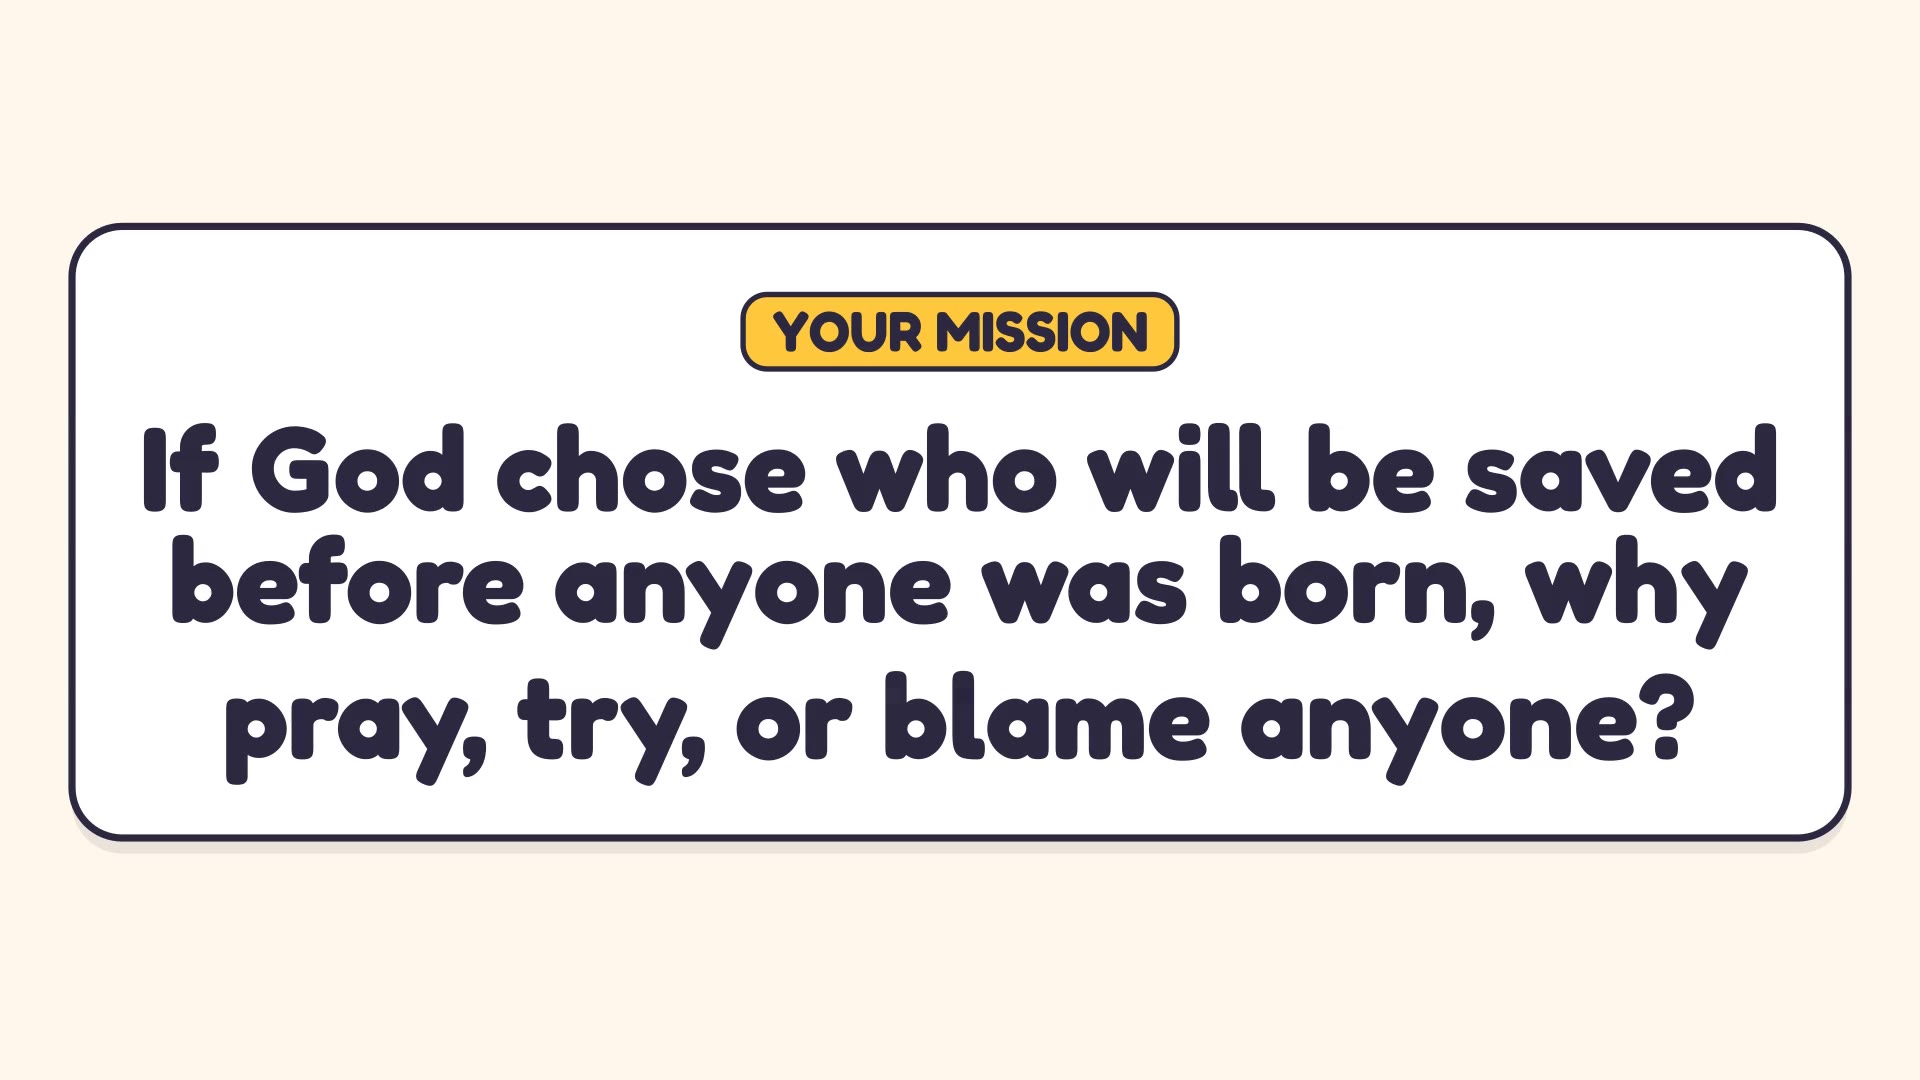 YOUR MISSION
If God chose who will be saved
before anyone was born, why
pray, try, or blame anyone?